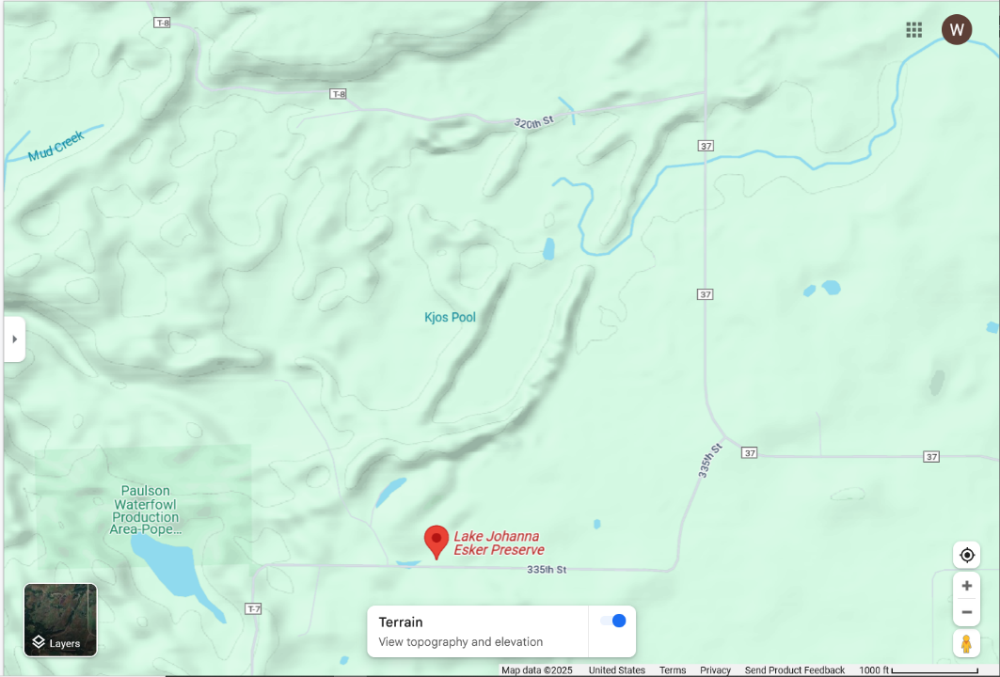 T-8
W
T-8
320th St
Mud Creek
37
37
Kjos Pool
335th St
37
37
Paulson
Waterfowl
Production
Area-Pope...
Lake Johanna
Esker Preserve
335th St
T-7
Terrain
View topography and elevation
Layers
Map data ©2025 United States Terms Privacy Send Product Feedback 1000 ft